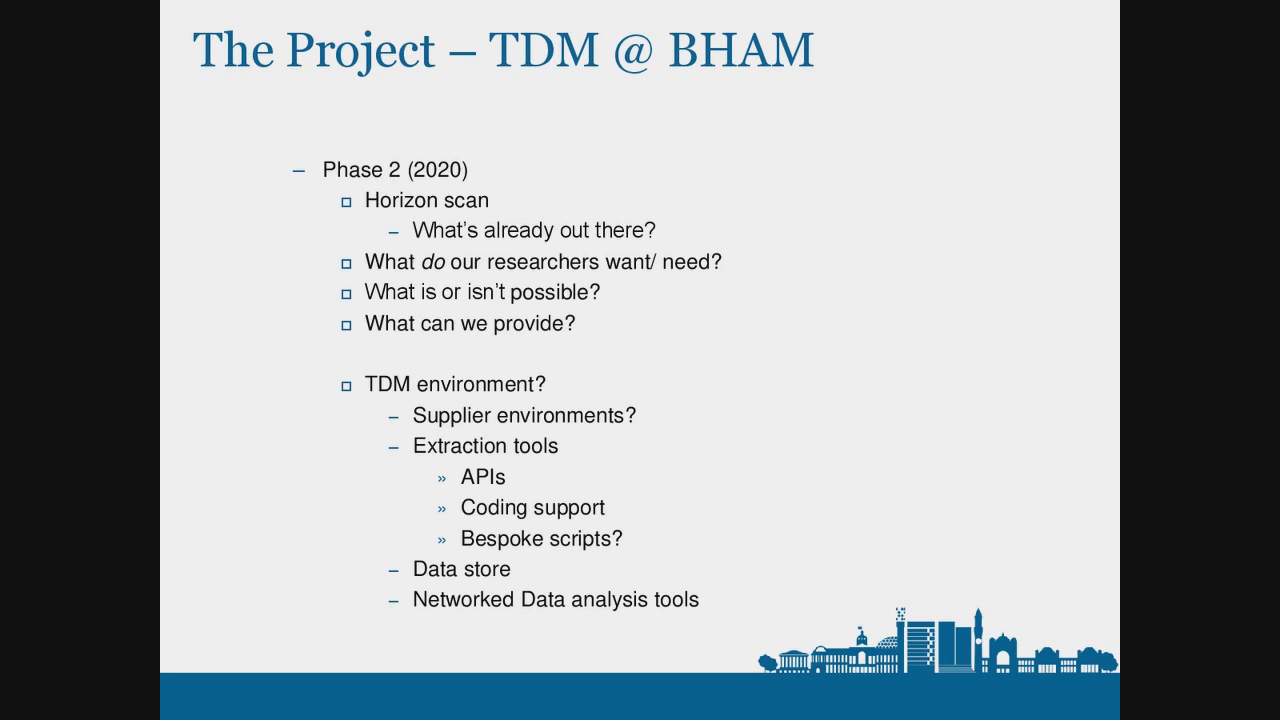 The Project – TDM @ BHAM
– Phase 2 (2020)
Horizon scan
– What’s already out there?
What do our researchers want/ need?
What is or isn’t possible?
What can we provide?
TDM environment?
– Supplier environments?
– Extraction tools
» APIs
» Coding support
» Bespoke scripts?
– Data store
– Networked Data analysis tools